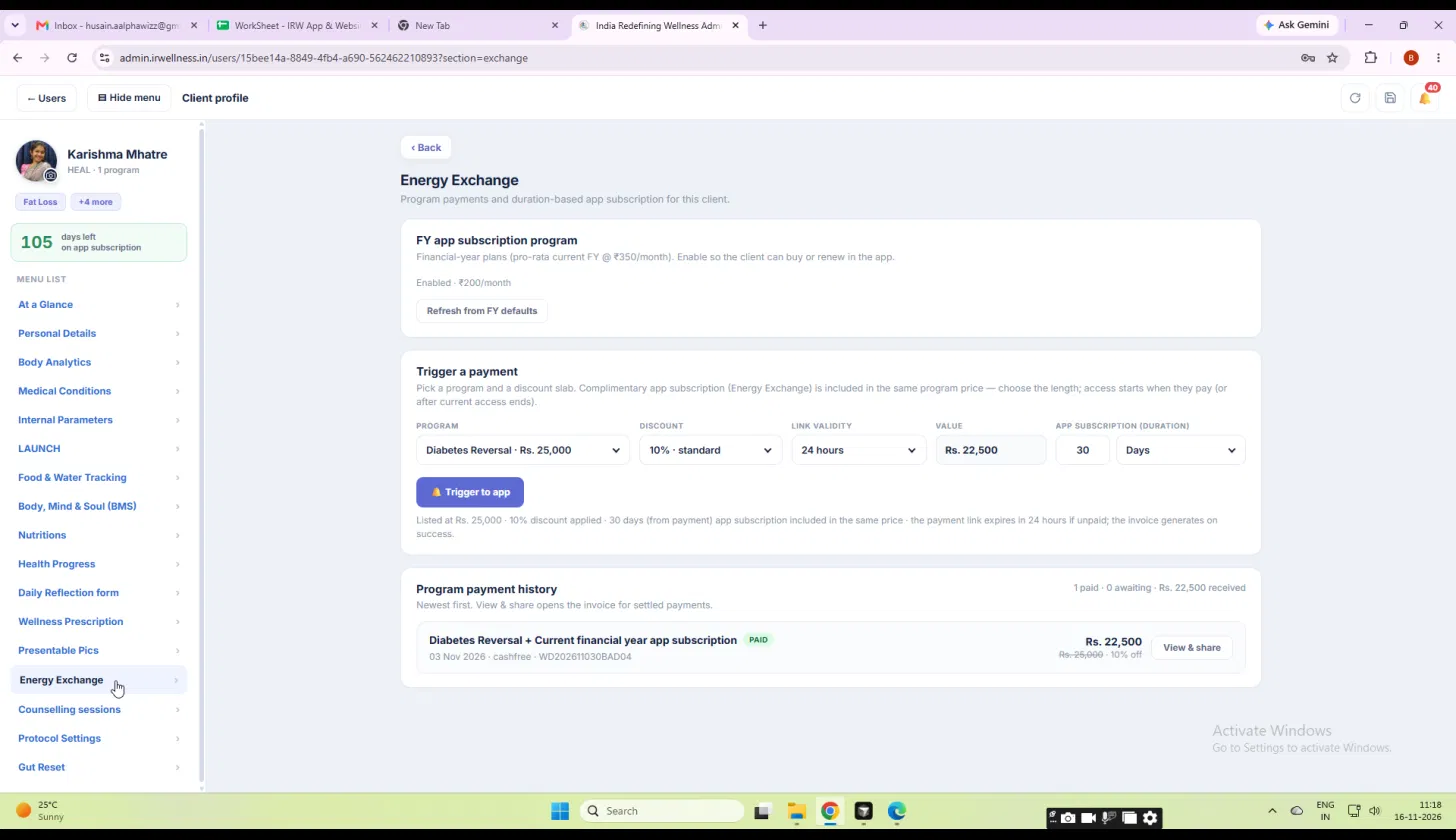 Inbox - husain.aalphawizz@gm
WorkSheet - IRW App & Websi
New Tab
India Redefining Wellness Adm
Ask Gemini
admin.irwellness.in/users/15bee14a-8849-4fb4-a690-562462210893?section=exchange
B
← Users
Hide menu
Client profile
40
Karishma Mhatre
HEAL · 1 program
Fat Loss
+4 more
105 days left
on app subscription
MENU LIST
At a Glance
Personal Details
Body Analytics
Medical Conditions
Internal Parameters
LAUNCH
Food & Water Tracking
Body, Mind & Soul (BMS)
Nutritions
Health Progress
Daily Reflection form
Wellness Prescription
Presentable Pics
Energy Exchange
Counselling sessions
Protocol Settings
Gut Reset
‹ Back
Energy Exchange
Program payments and duration-based app subscription for this client.
FY app subscription program
Financial-year plans (pro-rata current FY @ ₹350/month). Enable so the client can buy or renew in the app.
Enabled · ₹200/month
Refresh from FY defaults
Trigger a payment
Pick a program and a discount slab. Complimentary app subscription (Energy Exchange) is included in the same program price — choose the length; access starts when they pay (or
after current access ends).
PROGRAM DISCOUNT LINK VALIDITY VALUE APP SUBSCRIPTION (DURATION)
Diabetes Reversal · Rs. 25,000 10% · standard 24 hours Rs. 22,500 30 Days
Trigger to app
Listed at Rs. 25,000 · 10% discount applied · 30 days (from payment) app subscription included in the same price · the payment link expires in 24 hours if unpaid; the invoice generates on
success.
Program payment history
1 paid · 0 awaiting · Rs. 22,500 received
Newest first. View & share opens the invoice for settled payments.
Diabetes Reversal + Current financial year app subscription PAID
03 Nov 2026 · cashfree · WD202611030BAD04
Rs. 22,500
Rs. 25,000 · 10% off
View & share
Activate Windows
Go to Settings to activate Windows.
25°C
Sunny
Search
ENG
IN
11:18
16-11-2026